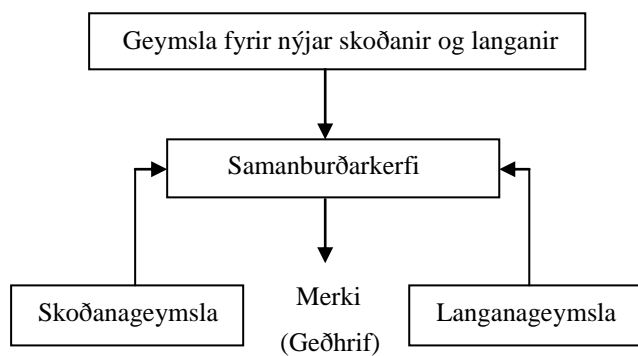 Geymsla fyrir nýjar skoðanir og langanir
Samanburðarkerfi
Skoðanageymsla
Merki
(Geðhrif)
Langanageymsla